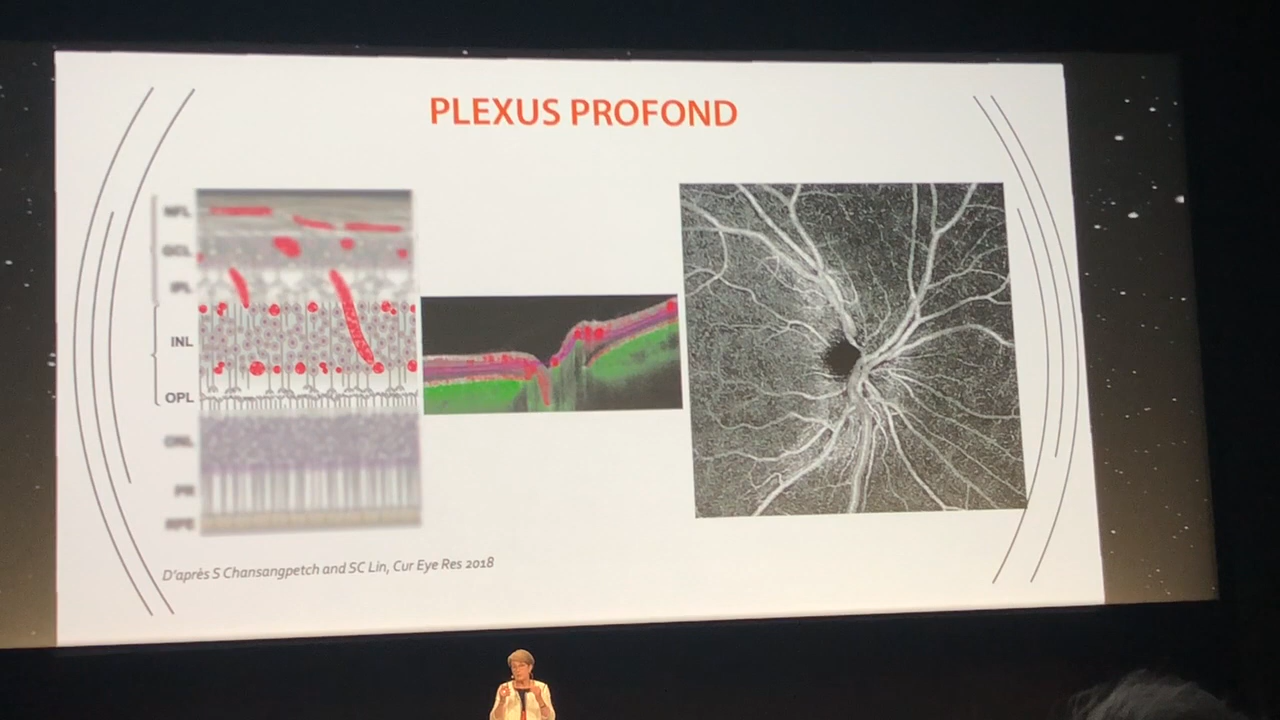 PLEXUS PROFOND
NFL
GCL
IPL
INL
OPL
ONL
PR
RPE
D'après S Chansangpetch and SC Lin, Cur Eye Res 2018